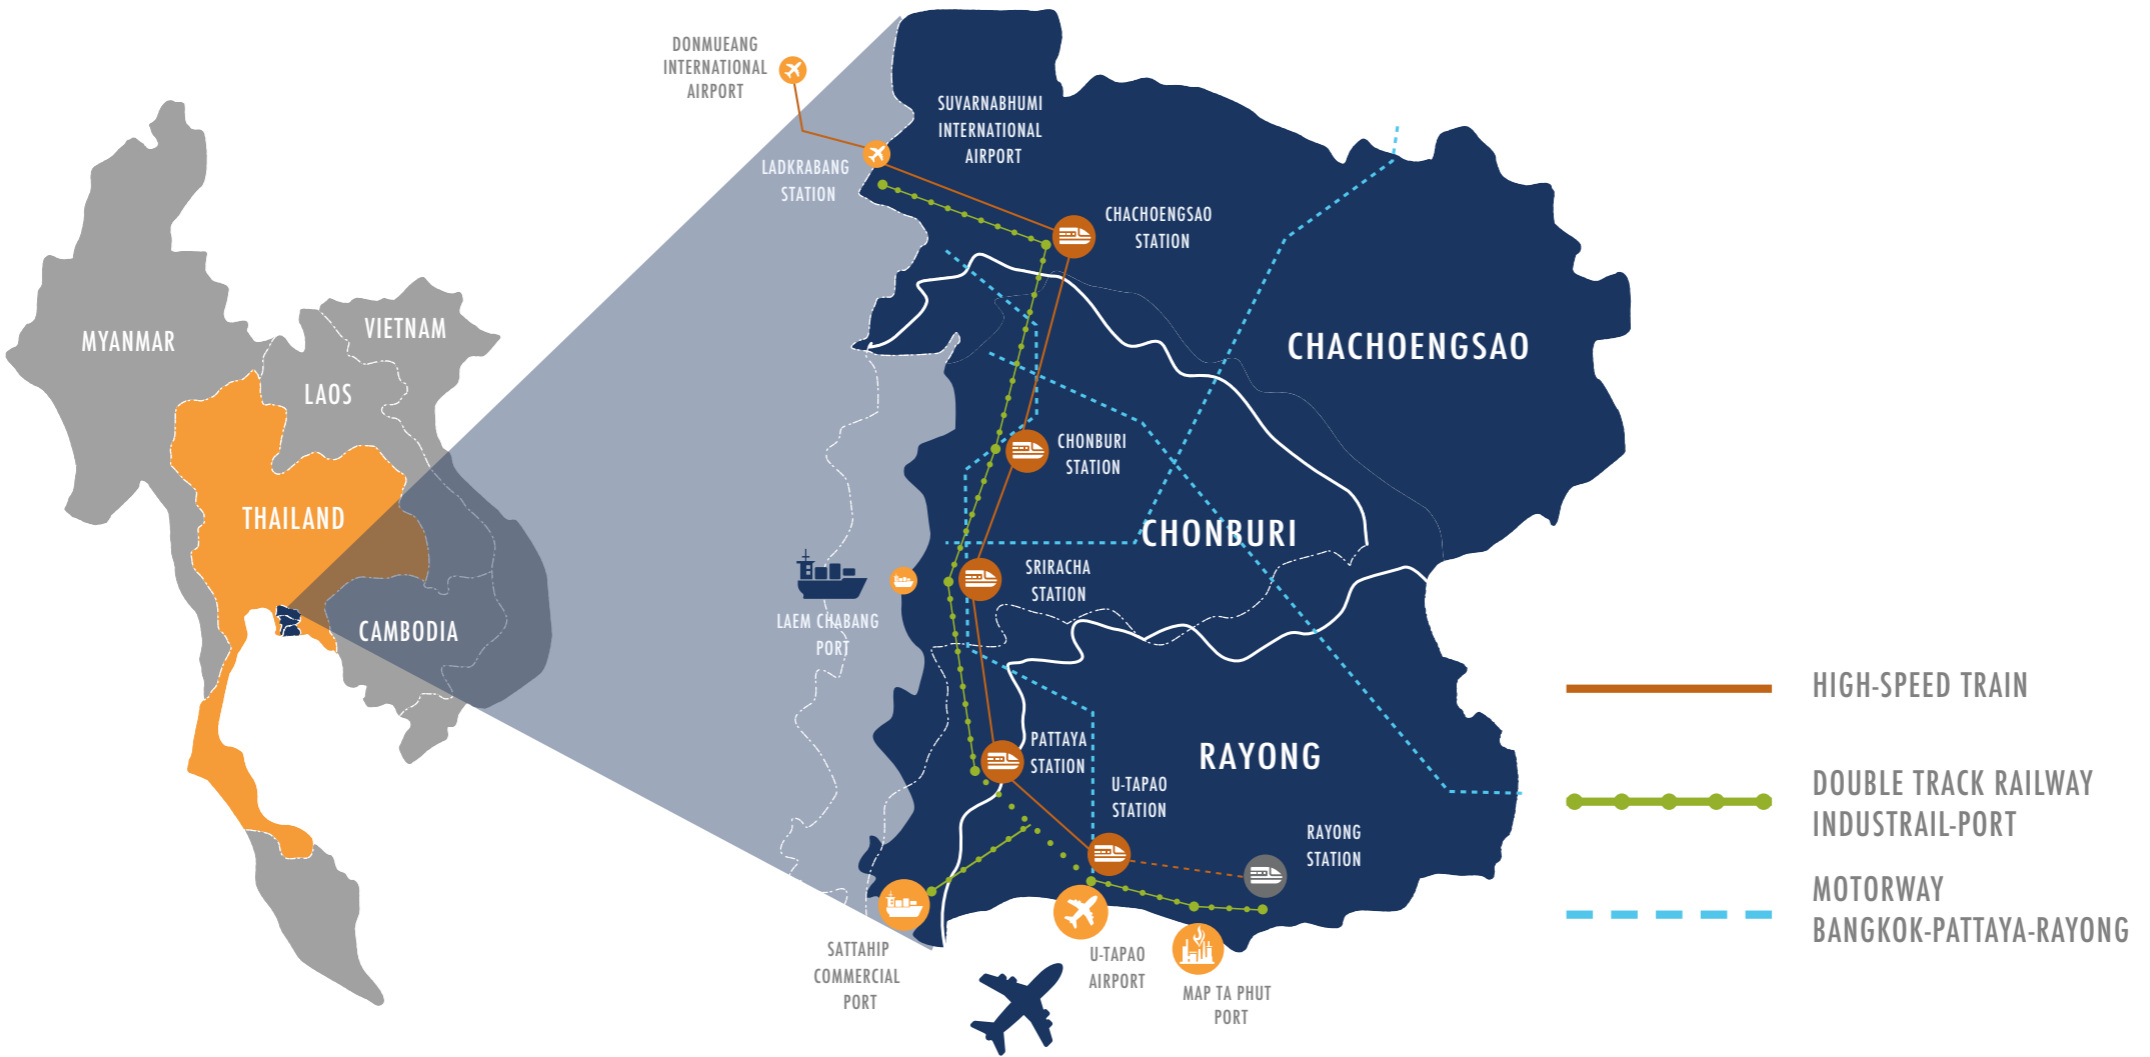 DONMUEANG
INTERNATIONAL
AIRPORT
SUVARNABHUMI
INTERNATIONAL
AIRPORT
LADKRABANG
STATION
CHACHOENGSAO
STATION
MYANMAR
VIETNAM
LAOS
THAILAND
CAMBODIA
CHACHOENGSAO
CHONBURI
STATION
CHONBURI
SRIRACHA
STATION
LAEM CHABANG
PORT
RAYONG
PATTAYA
STATION
U-TAPAO
STATION
RAYONG
STATION
SATTAHIP
COMMERCIAL
PORT
U-TAPAO
AIRPORT
MAP TA PHUT
PORT
HIGH-SPEED TRAIN
DOUBLE TRACK RAILWAY
INDUSTRAIL-PORT
MOTORWAY
BANGKOK-PATTAYA-RAYONG